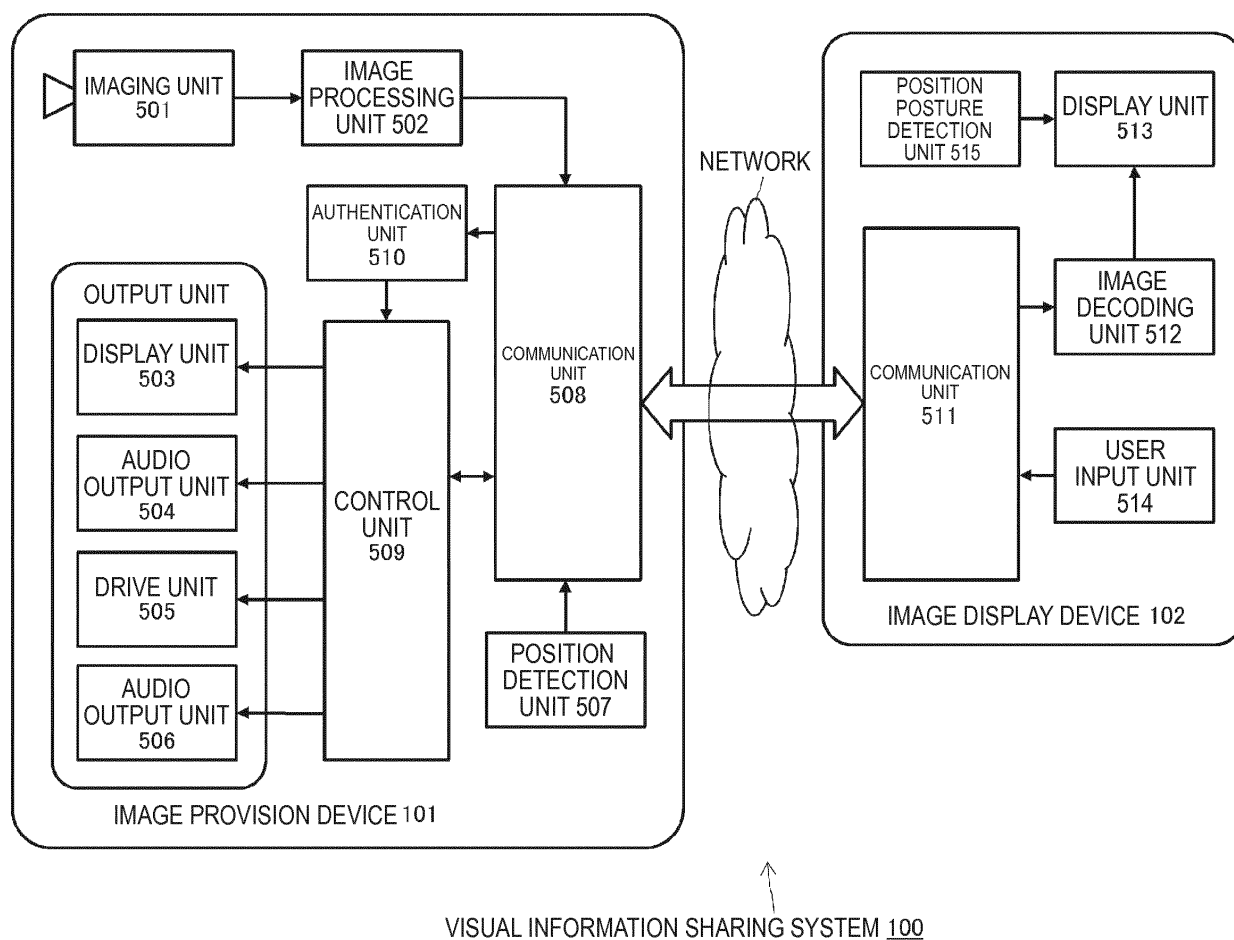 IMAGING UNIT
501
IMAGE
PROCESSING
UNIT 502
AUTHENTICATION
UNIT
510
OUTPUT UNIT
DISPLAY UNIT
503
AUDIO
OUTPUT UNIT
504
DRIVE UNIT
505
AUDIO
OUTPUT UNIT
506
CONTROL
UNIT
509
COMMUNICATION
UNIT
508
POSITION
DETECTION
UNIT 507
IMAGE PROVISION DEVICE 101
NETWORK
POSITION
POSTURE
DETECTION
UNIT 515
DISPLAY UNIT
513
COMMUNICATION
UNIT
511
IMAGE
DECODING
UNIT 512
USER
INPUT UNIT
514
IMAGE DISPLAY DEVICE 102
VISUAL INFORMATION SHARING SYSTEM 100